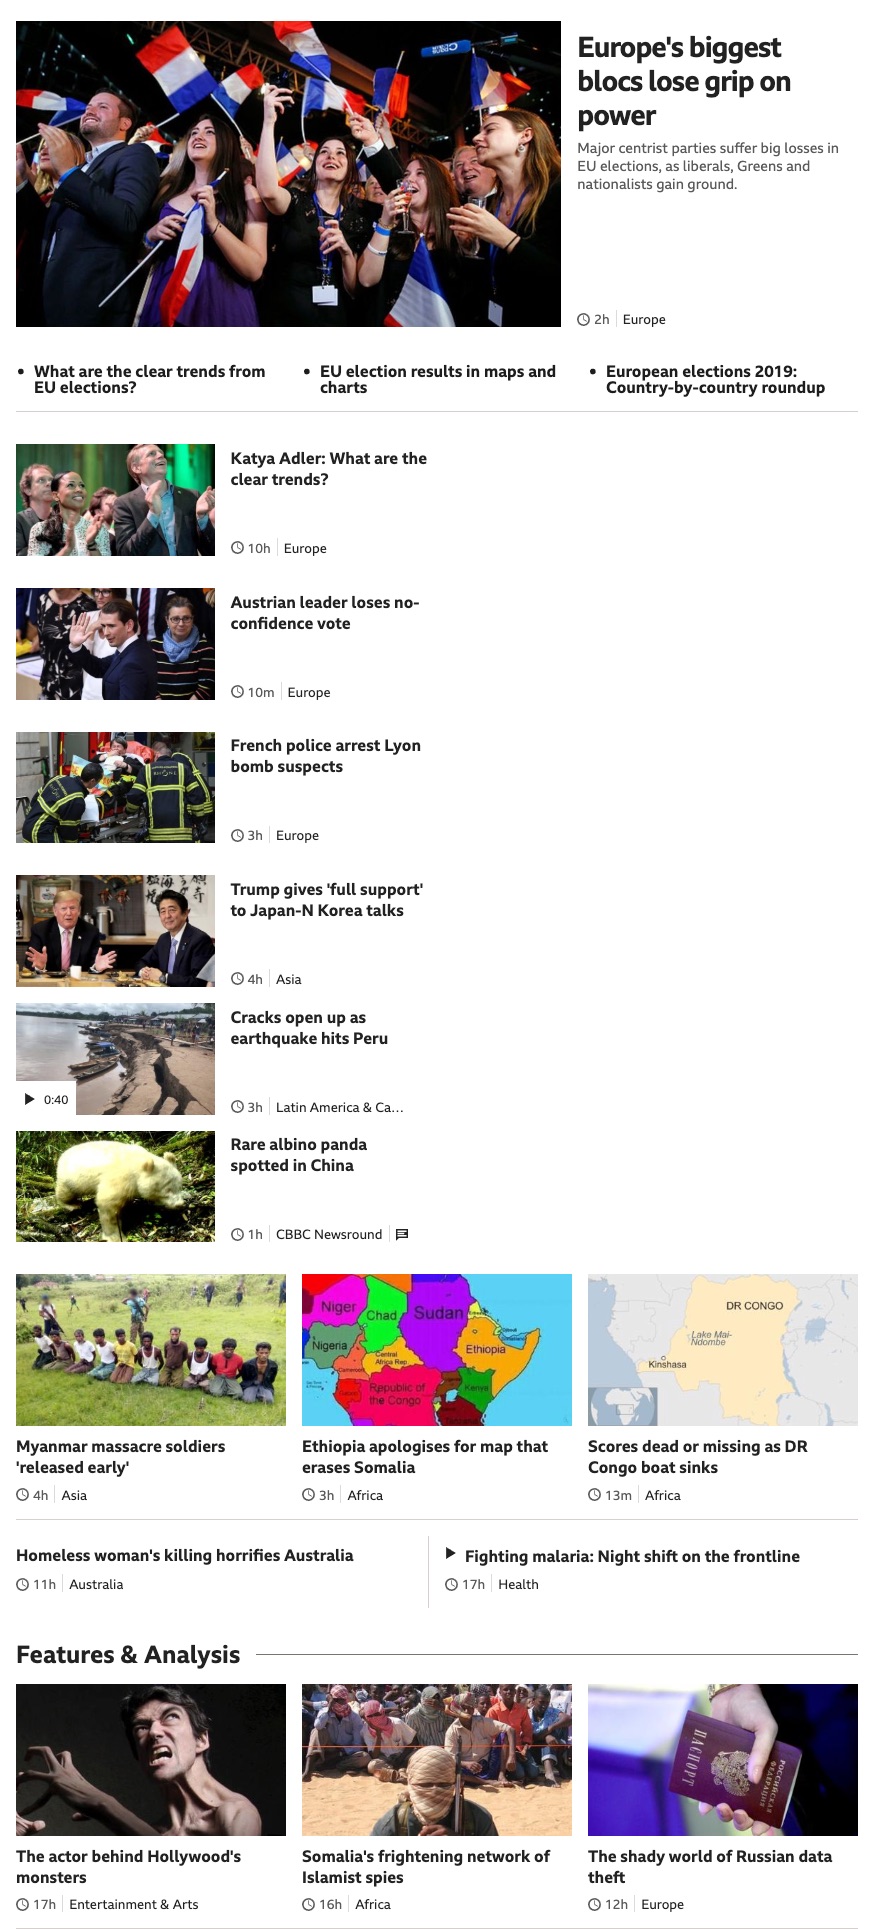 Europe's biggest
blocs lose grip on
power
Major centrist parties suffer big losses in
EU elections, as liberals, Greens and
nationalists gain ground.
2h Europe
What are the clear trends from
EU elections?
EU election results in maps and
charts
European elections 2019:
Country-by-country roundup
Katya Adler: What are the
clear trends?
10h Europe
Austrian leader loses no-
confidence vote
10m Europe
French police arrest Lyon
bomb suspects
3h Europe
Trump gives 'full support'
to Japan-N Korea talks
4h Asia
Cracks open up as
earthquake hits Peru
0:40
3h Latin America & Ca…
Rare albino panda
spotted in China
1h CBBC Newsround
Niger
Chad
Sudan
Nigeria
Central
Africa Rep
Ethiopia
Cameroon
Republic of
the Congo
Kenya
Tanzania
DR CONGO
Lake Mai-
Ndombe
Kinshasa
Myanmar massacre soldiers
'released early'
4h Asia
Ethiopia apologises for map that
erases Somalia
3h Africa
Scores dead or missing as DR
Congo boat sinks
13m Africa
Homeless woman's killing horrifies Australia
11h Australia
Fighting malaria: Night shift on the frontline
17h Health
Features & Analysis
ПАСПОРТ
РОССИЙСКАЯ
ФЕДЕРАЦИЯ
The actor behind Hollywood's
monsters
17h Entertainment & Arts
Somalia's frightening network of
Islamist spies
16h Africa
The shady world of Russian data
theft
12h Europe